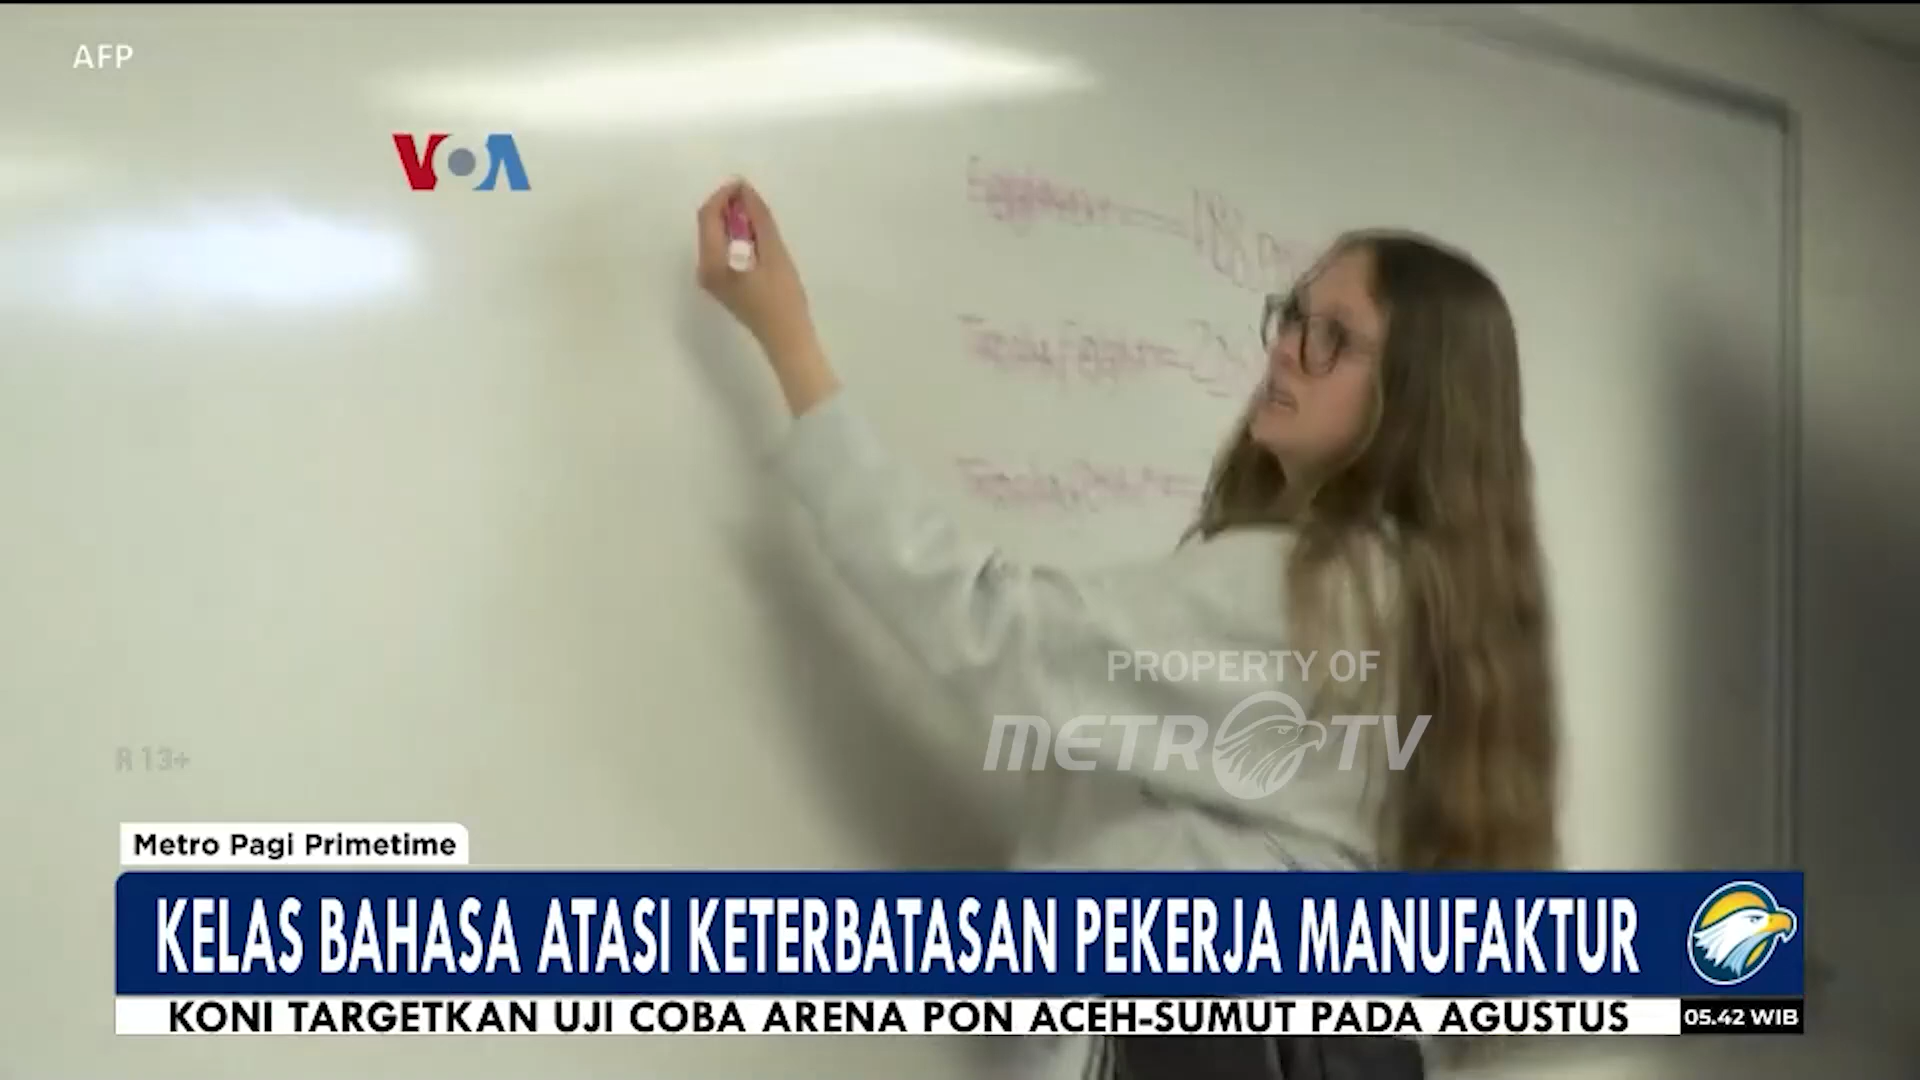 AFP
VOA
PROPERTY OF
METRO TV
R 13+
Metro Pagi Primetime
KELAS BAHASA ATASI KETERBATASAN PEKERJA MANUFAKTUR
KONI TARGETKAN UJI COBA ARENA PON ACEH-SUMUT PADA AGUSTUS
05.42 WIB